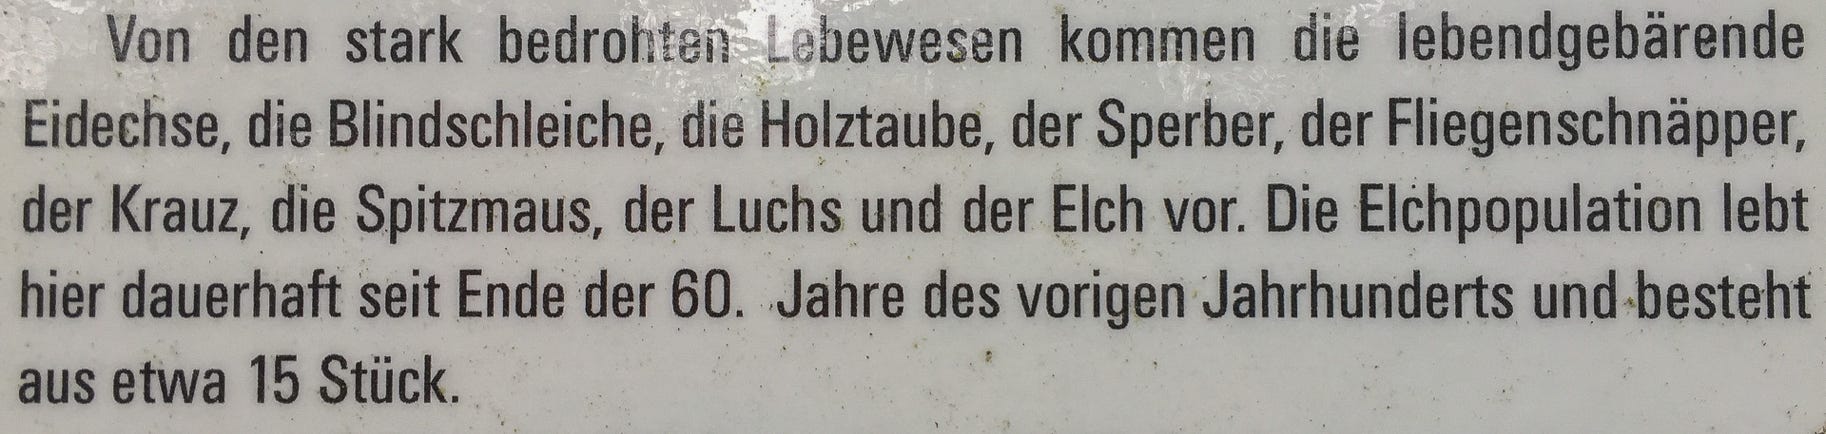 Von den stark bedrohten Lebewesen kommen die lebendgebärende
Eidechse, die Blindschleiche, die Holztaube, der Sperber, der Fliegenschnäpper,
der Krauz, die Spitzmaus, der Luchs und der Elch vor. Die Elchpopulation lebt
hier dauerhaft seit Ende der 60. Jahre des vorigen Jahrhunderts und besteht
aus etwa 15 Stück.